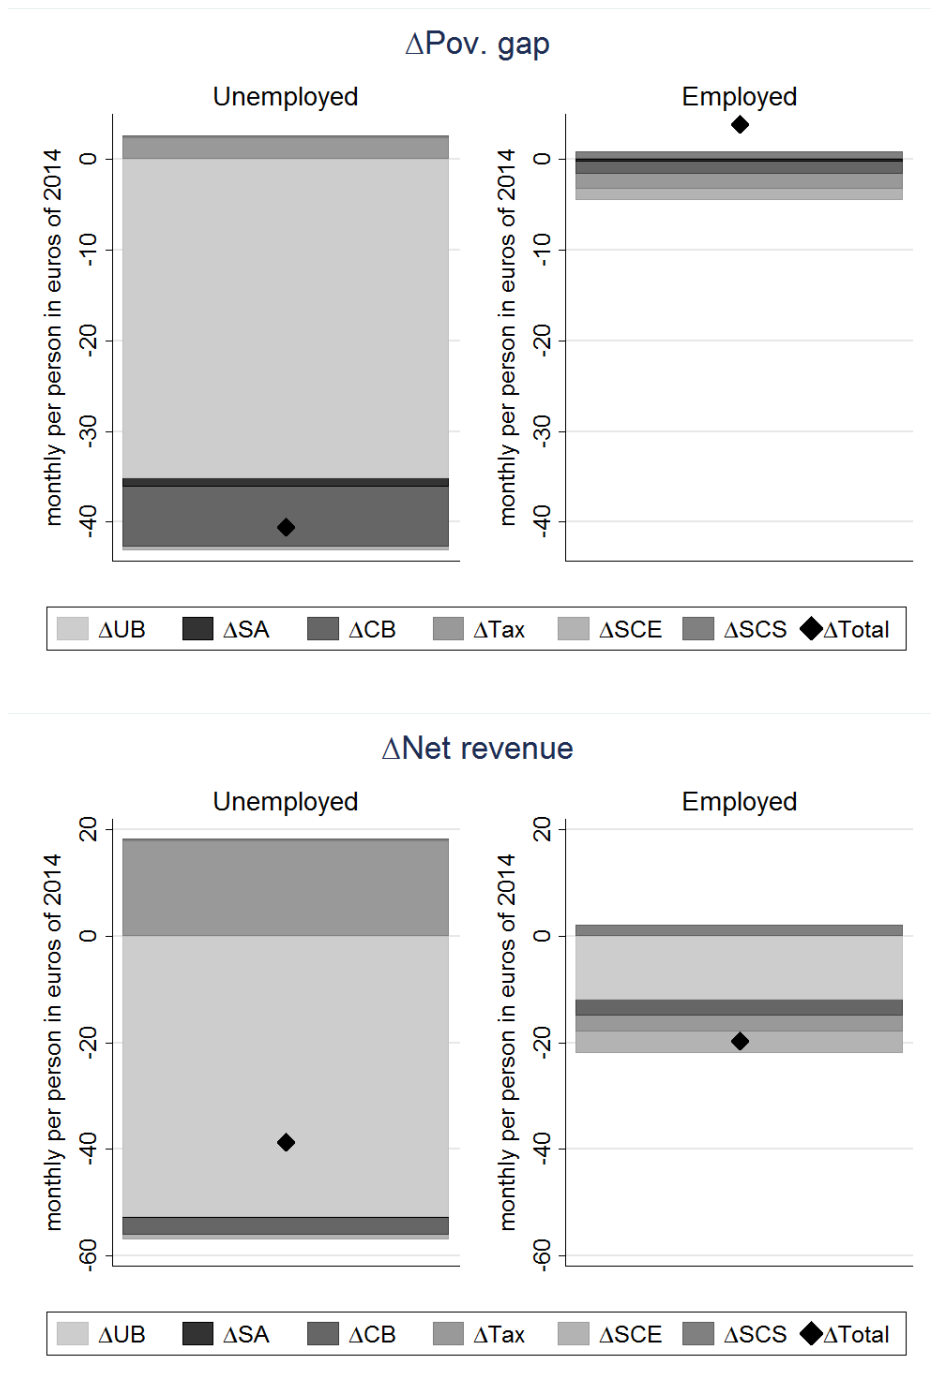 ΔPov. gap
Unemployed
Employed
monthly per person in euros of 2014
0
-10
-20
-30
-40
monthly per person in euros of 2014
0
-10
-20
-30
-40
ΔUB ΔSA ΔCB ΔTax ΔSCE ΔSCS ΔTotal
ΔNet revenue
Unemployed
Employed
monthly per person in euros of 2014
20
0
-20
-40
-60
monthly per person in euros of 2014
20
0
-20
-40
-60
ΔUB ΔSA ΔCB ΔTax ΔSCE ΔSCS ΔTotal